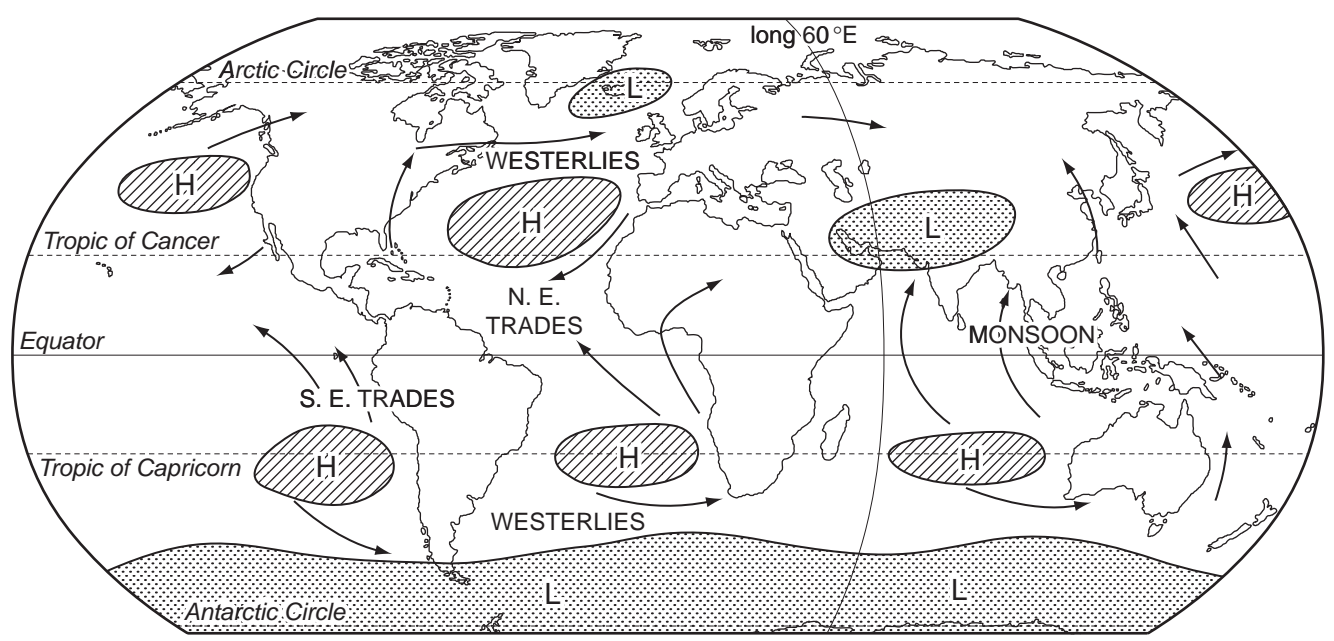 long 60 °E
Arctic Circle
L
WESTERLIES
H
H
H
Tropic of Cancer
L
N. E.
TRADES
MONSOON
Equator
S. E. TRADES
H
H
H
Tropic of Capricorn
WESTERLIES
L
L
Antarctic Circle